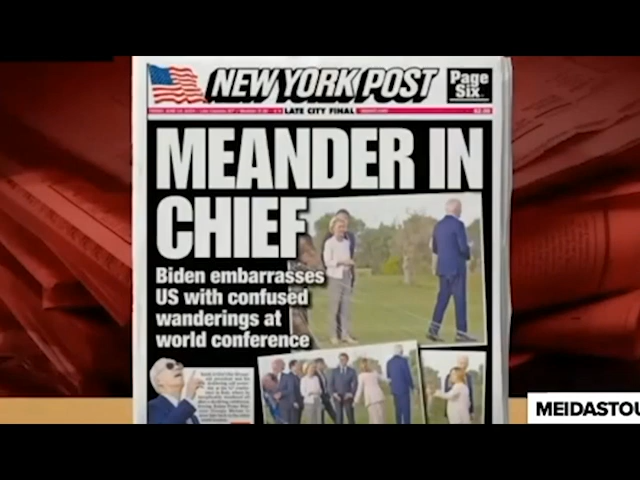 NEW YORK POST
Page
Six
LATE CITY FINAL
MEANDER IN
CHIEF
Biden embarrasses
US with confused
wanderings at
world conference
MEIDASTOU